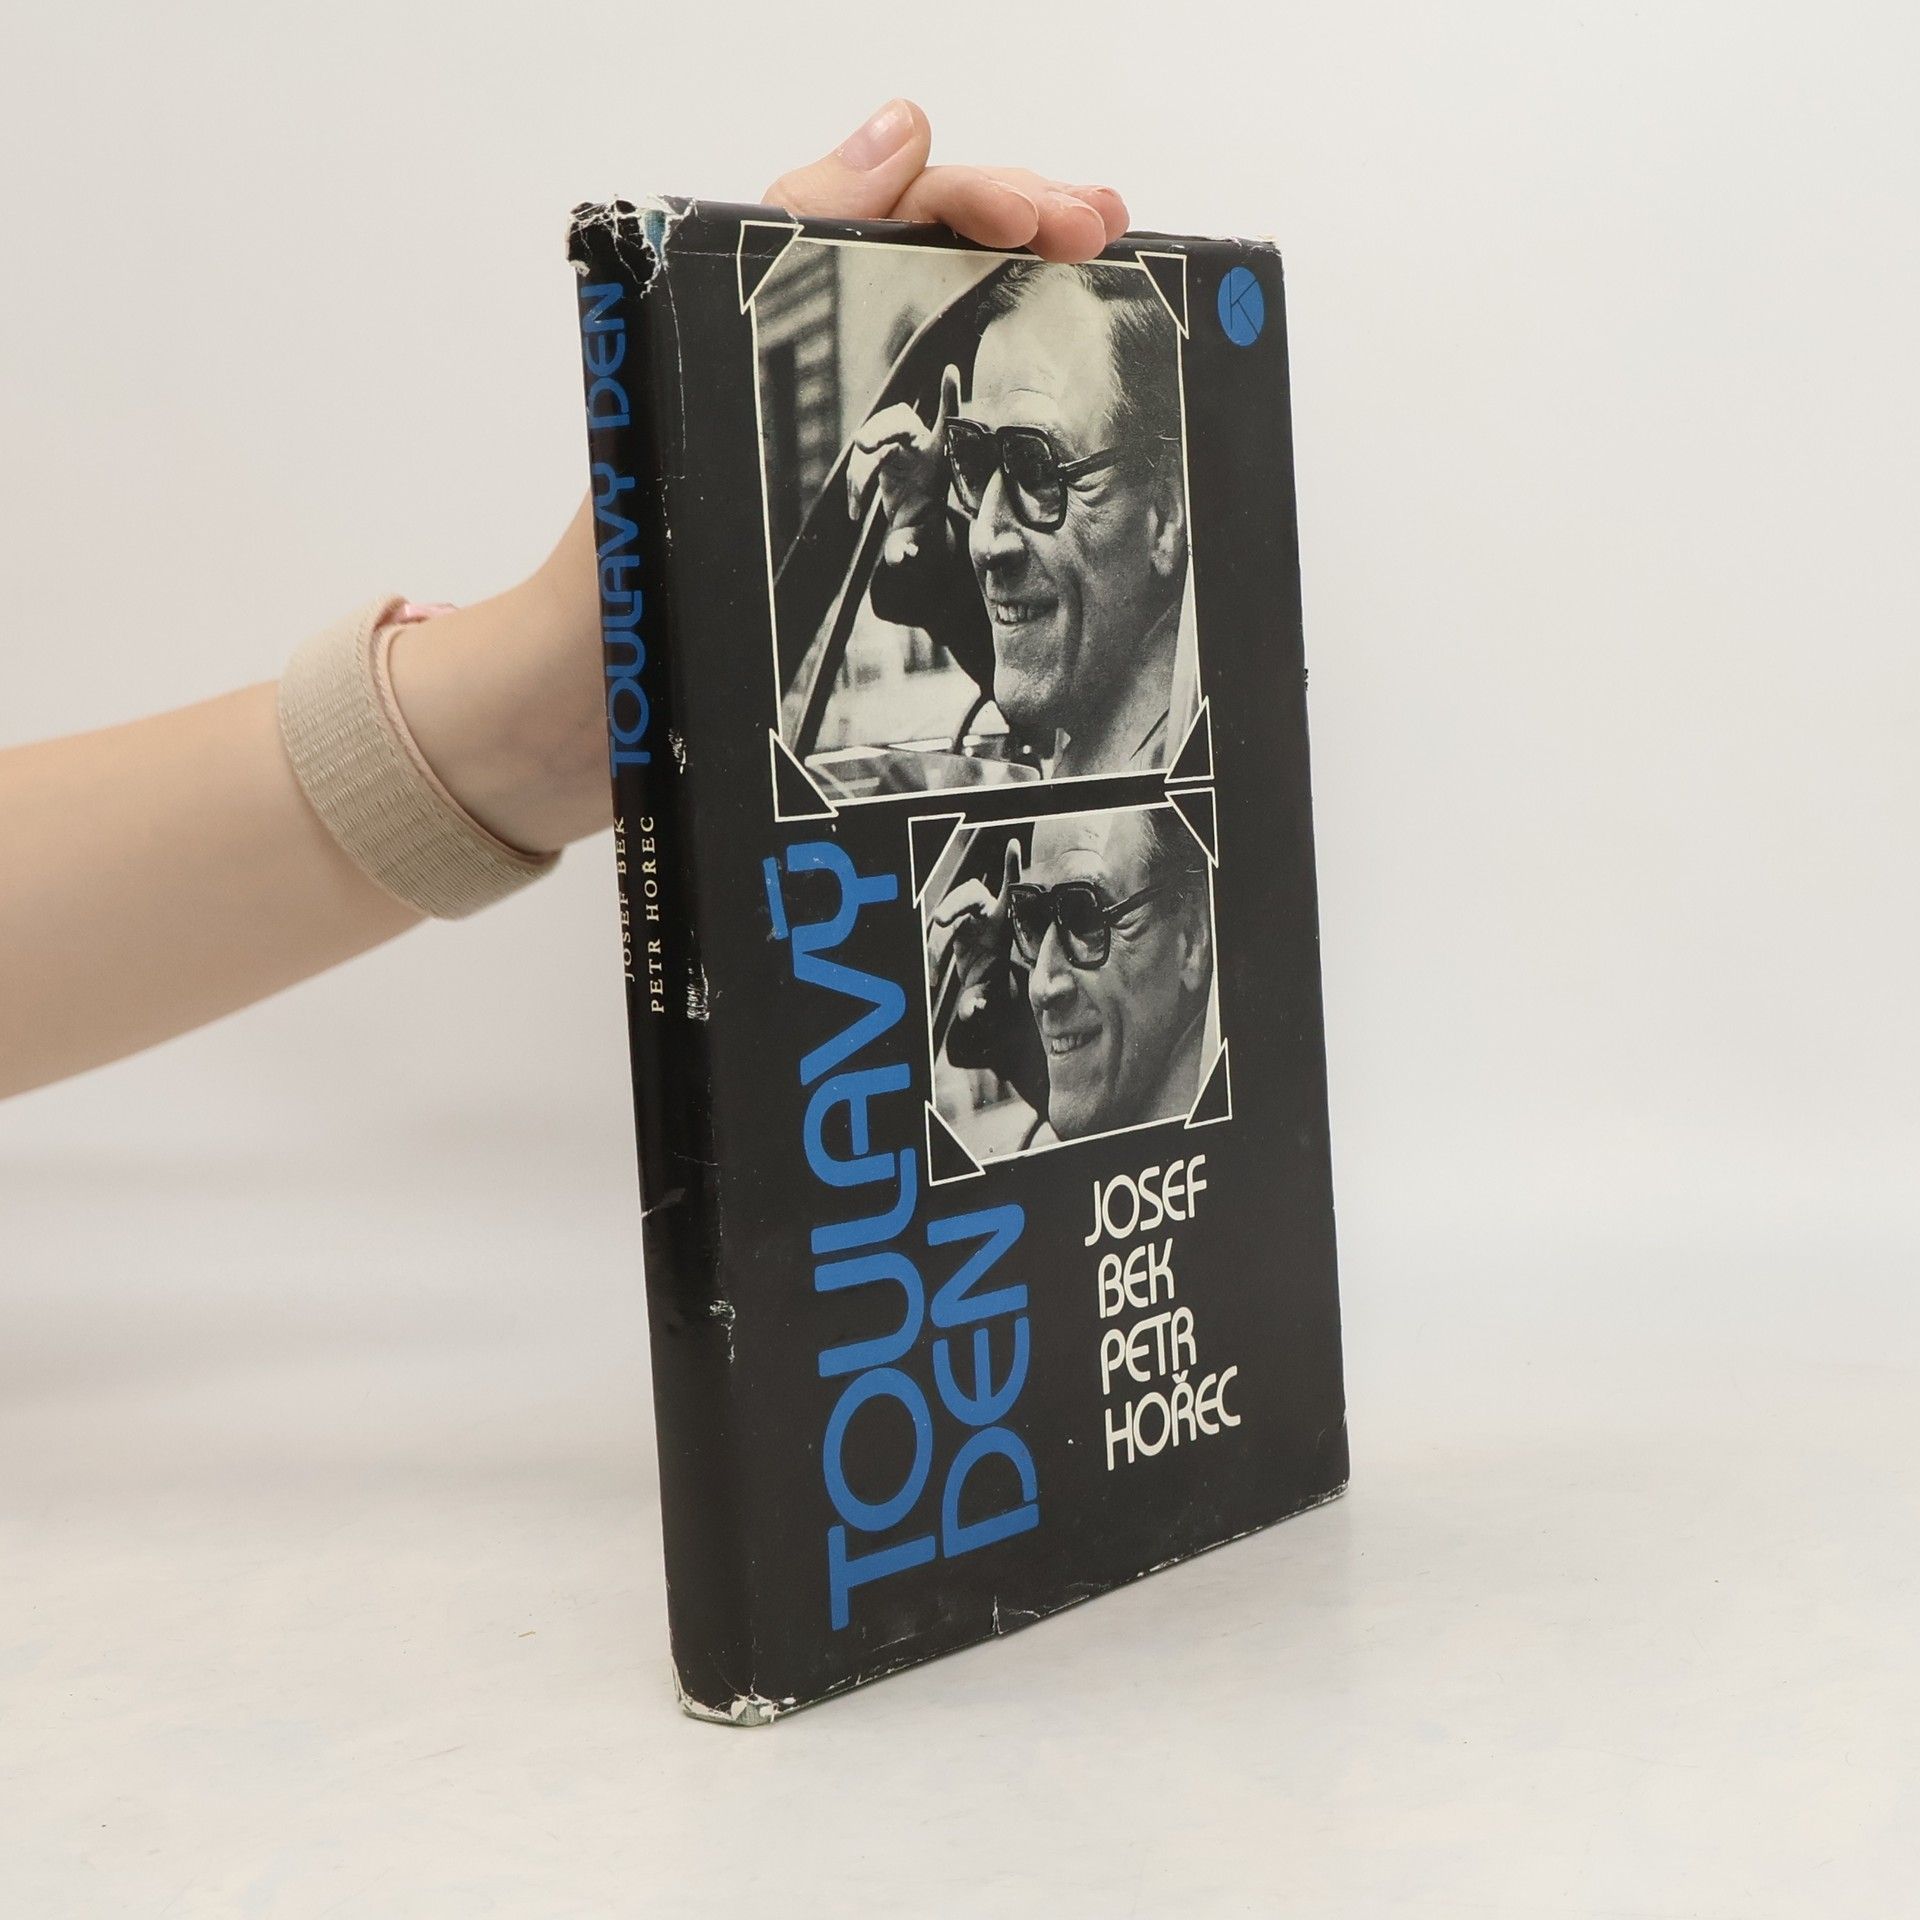 TOULAVÝ DEN
JOSEF BEK
PETR HOŘEC
K
TOULAVÝ
DEN
JOSEF
BEK
PETR
HOŘEC